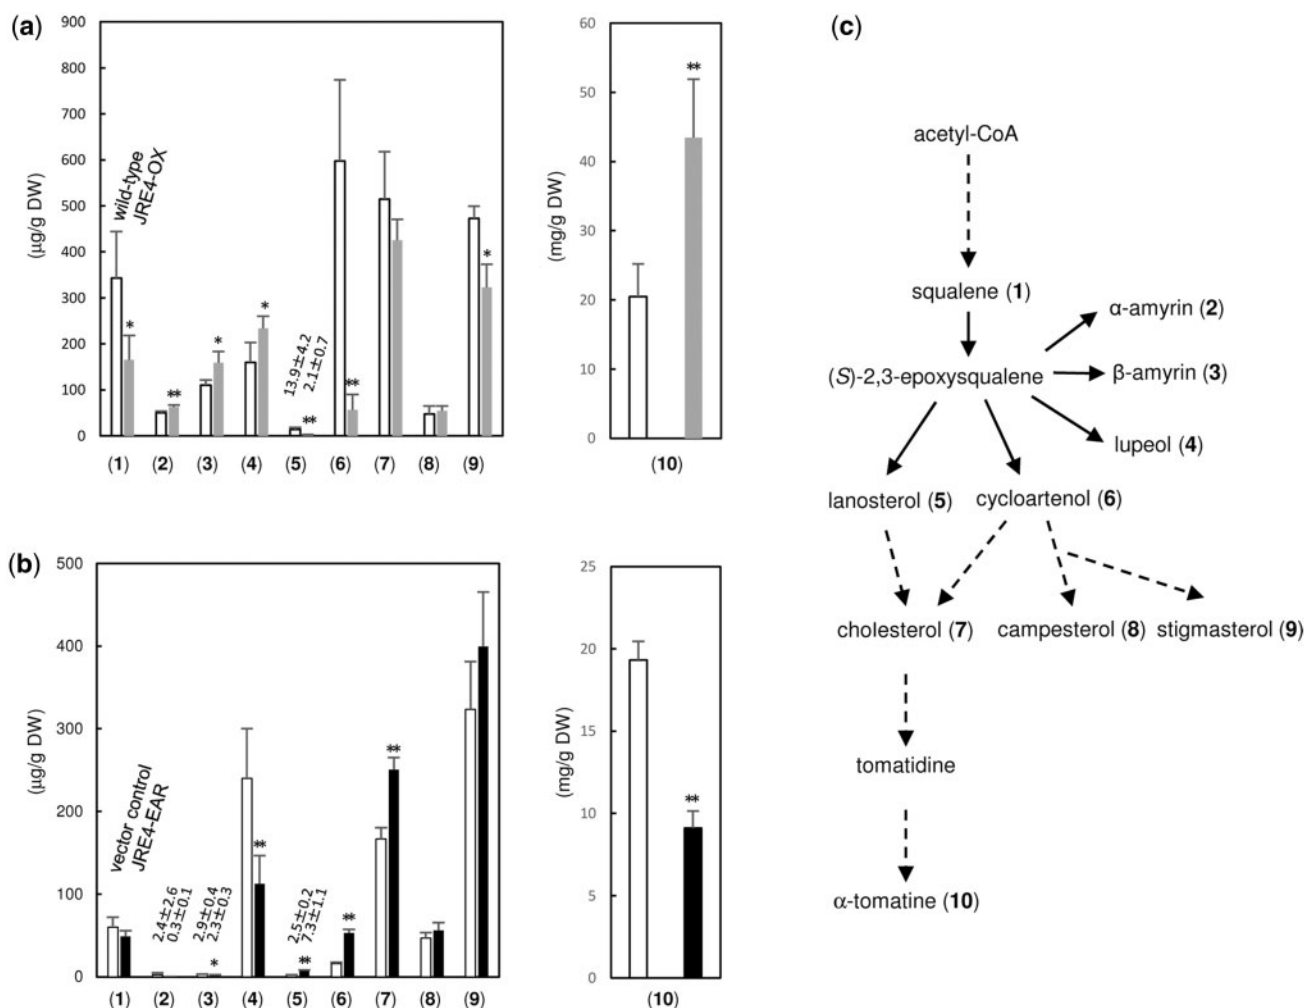 (a)
900
800
700
600
500
400
300
200
100
0
(µg/g DW)
wild-type
JRE4-OX
*
**
*
*
13.9±4.2
2.1±0.7
**
**
*
(1) (2) (3) (4) (5) (6) (7) (8) (9)
60
50
40
30
20
10
0
(mg/g DW)
**
(10)
(b)
500
400
300
200
100
0
(µg/g DW)
vector control
JRE4-EAR
2.4±2.6
0.3±0.1
2.9±0.4
2.3±0.3
*
**
2.5±0.2
7.3±1.1
**
**
**
(1) (2) (3) (4) (5) (6) (7) (8) (9)
25
20
15
10
5
0
(mg/g DW)
**
(10)
(c)
acetyl-CoA
squalene (1)
α-amyrin (2)
(S)-2,3-epoxysqualene
β-amyrin (3)
lupeol (4)
lanosterol (5) cycloartenol (6)
cholesterol (7) campesterol (8) stigmasterol (9)
tomatidine
α-tomatine (10)